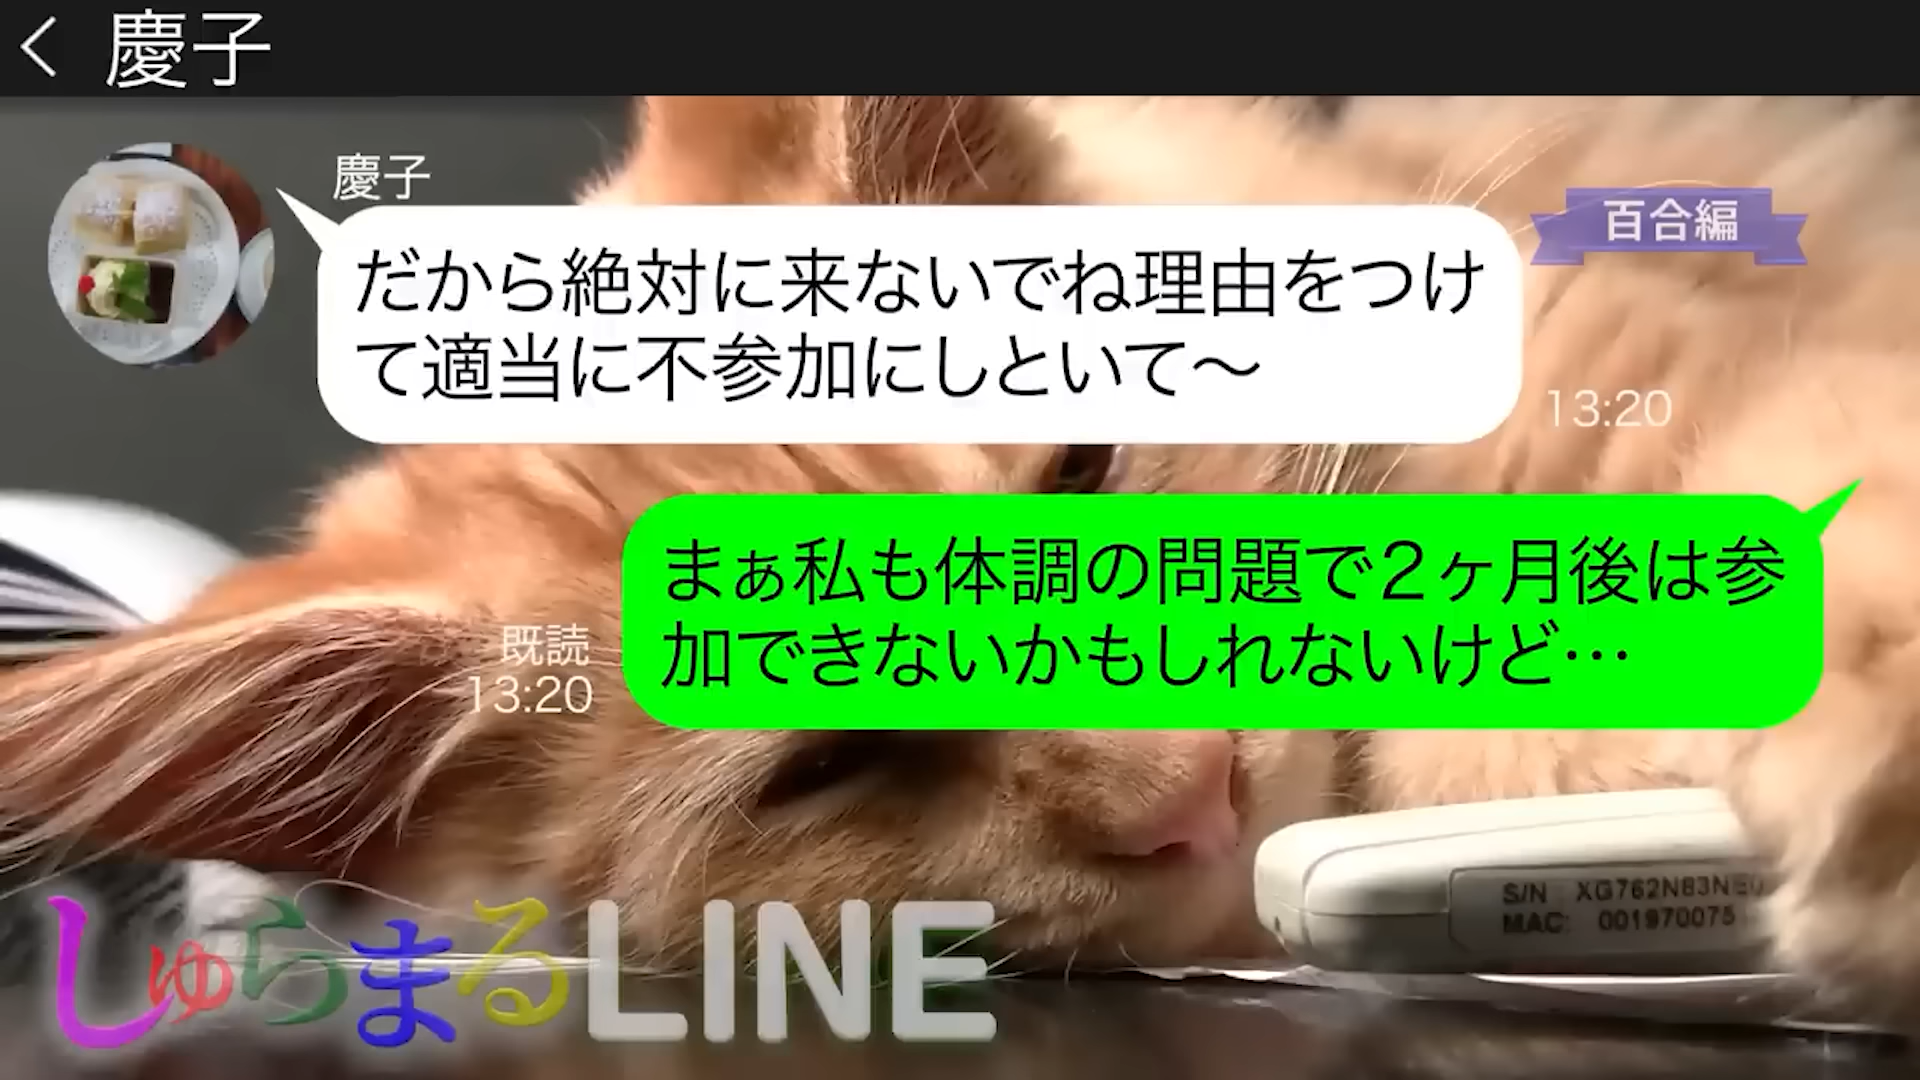 慶子
慶子
百合編
だから絶対に来ないでね理由をつけ
て適当に不参加にしといて〜
13:20
まぁ私も体調の問題で2ヶ月後は参
加できないかもしれないけど…
既読
13:20
S/N XG762N83NE0
MAC: 001970075
しゅらまるLINE